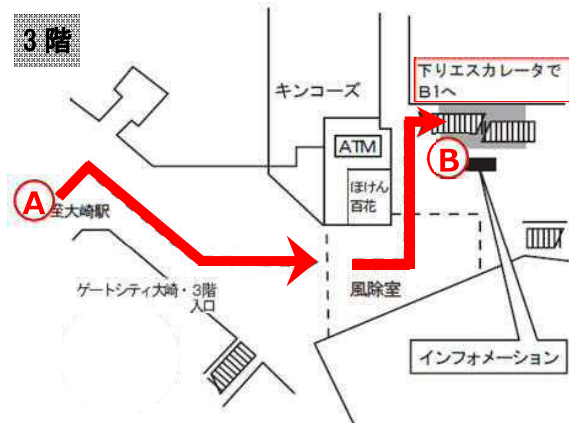 3階
下りエスカレータで
B1へ
キンコーズ
ATM
B
ほけん
百花
A
至大崎駅
ゲートシティ大崎・3階
入口
風除室
インフォメーション